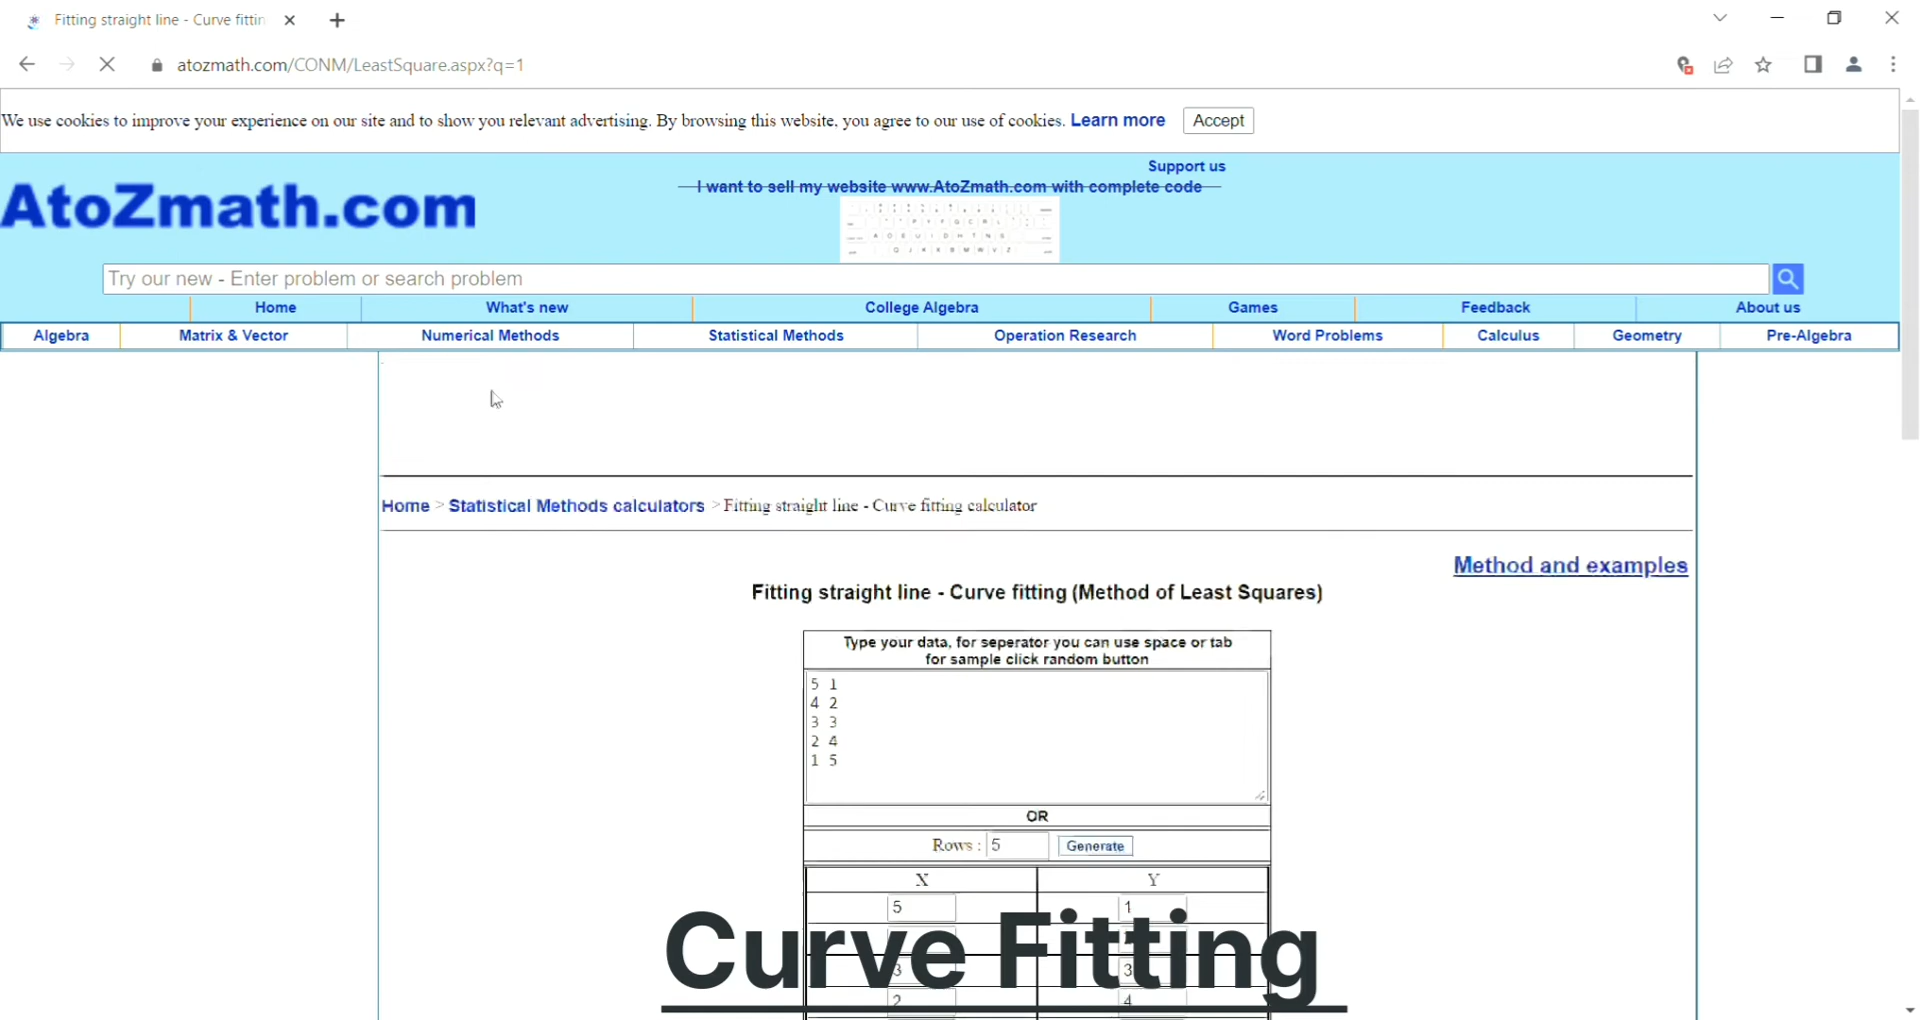 Fitting straight line - Curve fittin
atozmath.com/CONM/LeastSquare.aspx?q=1
We use cookies to improve your experience on our site and to show you relevant advertising. By browsing this website, you agree to our use of cookies. Learn more Accept
Support us
I want to sell my website www.AtoZmath.com with complete code
AtoZmath.com
Try our new - Enter problem or search problem
Home What's new College Algebra Games Feedback About us
Algebra Matrix & Vector Numerical Methods Statistical Methods Operation Research Word Problems Calculus Geometry Pre-Algebra
Home > Statistical Methods calculators > Fitting straight line - Curve fitting calculator
Method and examples
Fitting straight line - Curve fitting (Method of Least Squares)
Type your data, for seperator you can use space or tab
for sample click random button
5 1
4 2
3 3
2 4
1 5
OR
Rows : 5 Generate
X Y
5 1
3 3
2 4
Curve Fitting